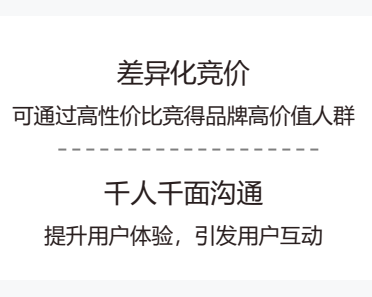 差异化竞价
可通过高性价比竞得品牌高价值人群
千人千面沟通
提升用户体验，引发用户互动